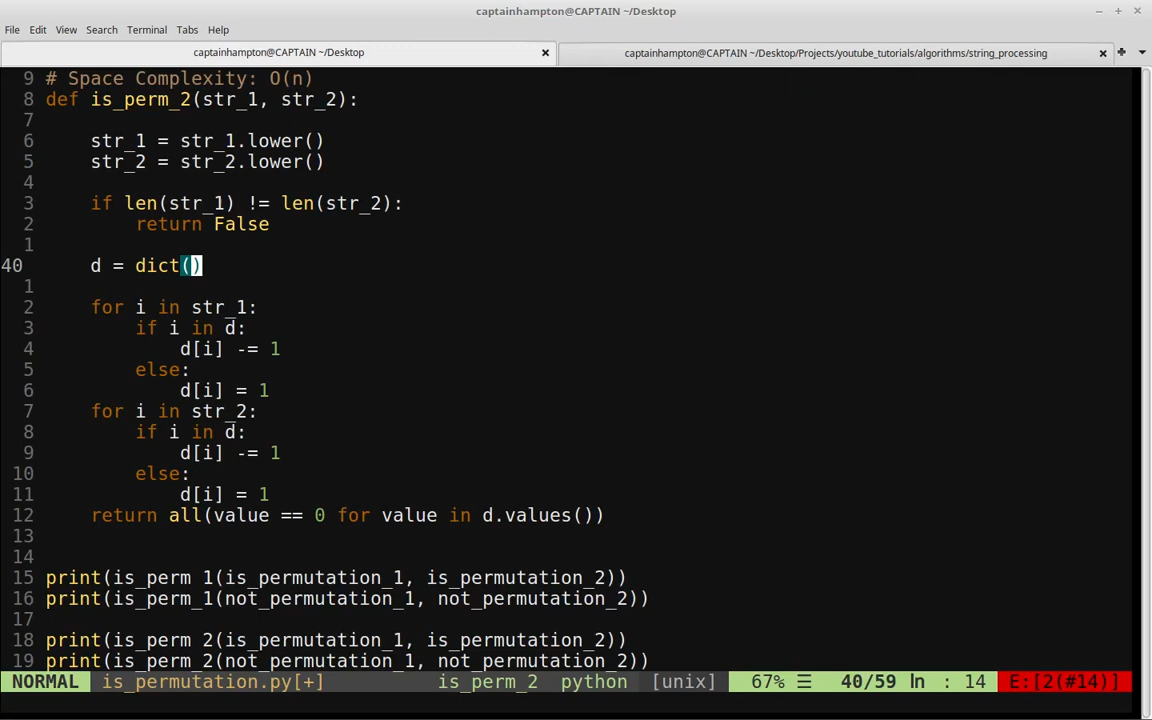 captainhampton@CAPTAIN ~/Desktop
File Edit View Search Terminal Tabs Help
captainhampton@CAPTAIN ~/Desktop captainhampton@CAPTAIN ~/Desktop/Projects/youtube_tutorials/algorithms/string_processing
9 # Space Complexity: O(n)
8 def is_perm_2(str_1, str_2):
7
6     str_1 = str_1.lower()
5     str_2 = str_2.lower()
4
3     if len(str_1) != len(str_2):
2         return False
1
40     d = dict()
1
2     for i in str_1:
3         if i in d:
4             d[i] -= 1
5         else:
6             d[i] = 1
7     for i in str_2:
8         if i in d:
9             d[i] -= 1
10         else:
11             d[i] = 1
12     return all(value == 0 for value in d.values())
13
14
15 print(is_perm 1(is_permutation_1, is_permutation_2))
16 print(is_perm_1(not_permutation_1, not_permutation_2))
17
18 print(is_perm 2(is_permutation_1, is_permutation_2))
19 print(is_perm_2(not_permutation_1, not_permutation_2))
NORMAL is_permutation.py[+] is_perm_2 python [unix] 67% ☰ 40/59 ln : 14 E:[2(#14)]